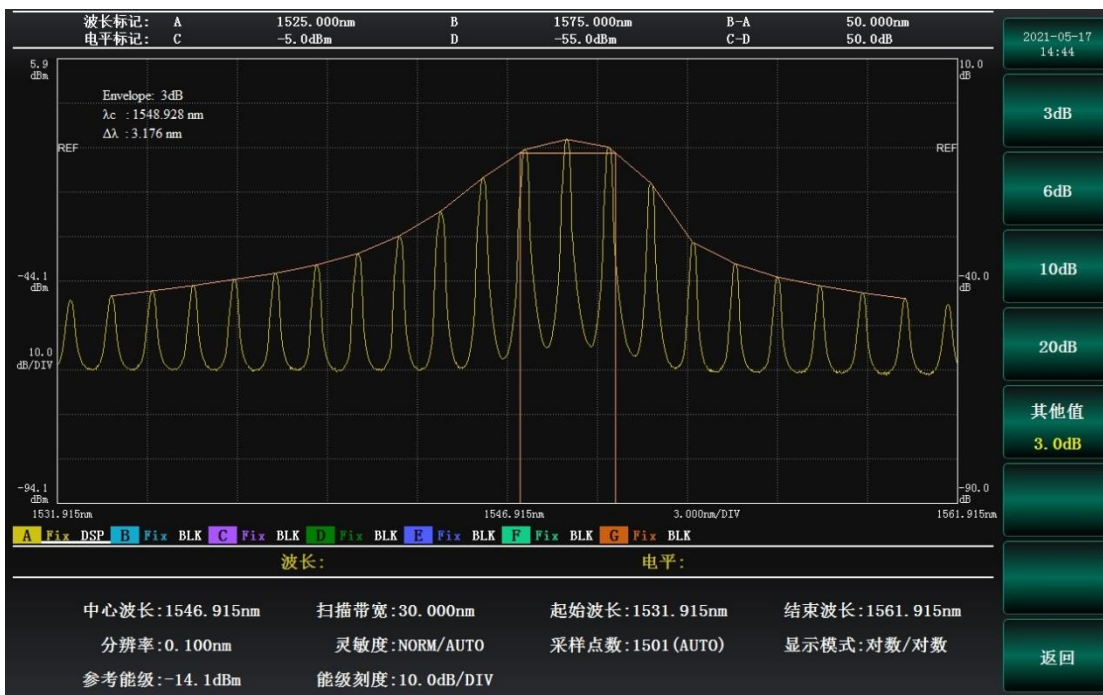 波长标记: A 1525.000nm B 1575.000nm B-A 50.000nm
电平标记: C -5.0dBm D -55.0dBm C-D 50.0dB
2021-05-17
14:44
5.9
dBm
10.0
dB
Envelope: 3dB
λc : 1548.928 nm
Δλ : 3.176 nm
REF
REF
-44.1
dBm
-40.0
dB
10.0
dB/DIV
-94.1
dBm
-90.0
dB
1531.915nm 1546.915nm 3.000nm/DIV 1561.915nm
A Fix DSP B Fix BLK C Fix BLK D Fix BLK E Fix BLK F Fix BLK G Fix BLK
波长: 电平:
中心波长:1546.915nm 扫描带宽:30.000nm 起始波长:1531.915nm 结束波长:1561.915nm
分辨率:0.100nm 灵敏度:NORM/AUTO 采样点数:1501(AUTO) 显示模式:对数/对数
参考能级:-14.1dBm 能级刻度:10.0dB/DIV
3dB
6dB
10dB
20dB
其他值
3.0dB
返回